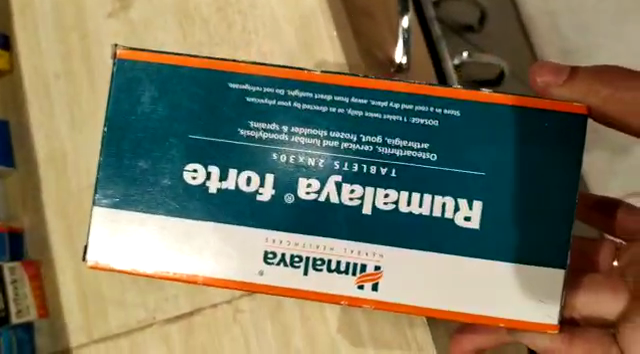 Himalaya®
HERBAL HEALTHCARE
Rumalaya® forte
TABLETS 2Nx30s
Osteoarthritis, cervical and lumbar spondylosis,
arthralgia, gout, frozen shoulder & sprains.
DOSAGE: 1 tablet twice daily, or as directed by your physician.
Store in a cool and dry place, away from direct sunlight. Do not refrigerate.